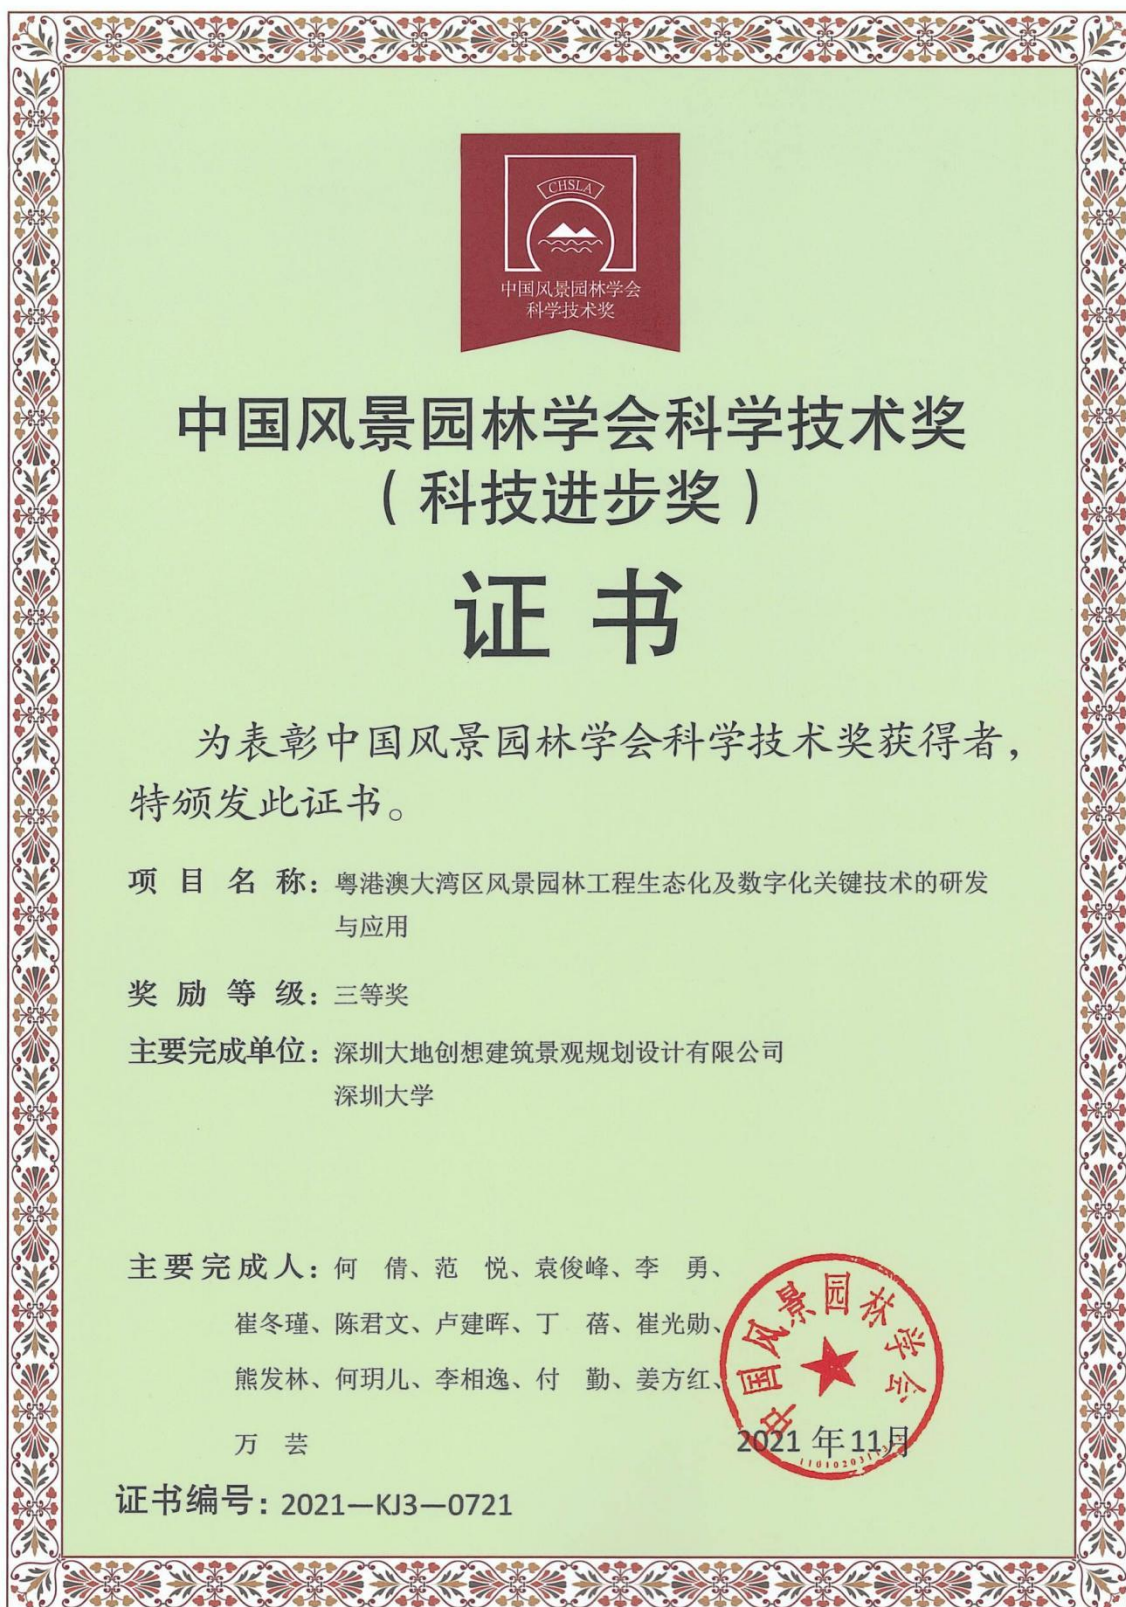 CHSLA
中国风景园林学会
科学技术奖
中国风景园林学会科学技术奖
（科技进步奖）
证书
为表彰中国风景园林学会科学技术奖获得者，
特颁发此证书。
项目名称：粤港澳大湾区风景园林工程生态化及数字化关键技术的研发
与应用
奖励等级：三等奖
主要完成单位：深圳大地创想建筑景观规划设计有限公司
深圳大学
主要完成人：何　倩、范　悦、袁俊峰、李　勇、
崔冬瑾、陈君文、卢建晖、丁　蓓、崔光勋、
熊发林、何玥儿、李相逸、付　勤、姜方红、
万　芸
中国风景园林学会
2021 年11月
证书编号：2021—KJ3—0721